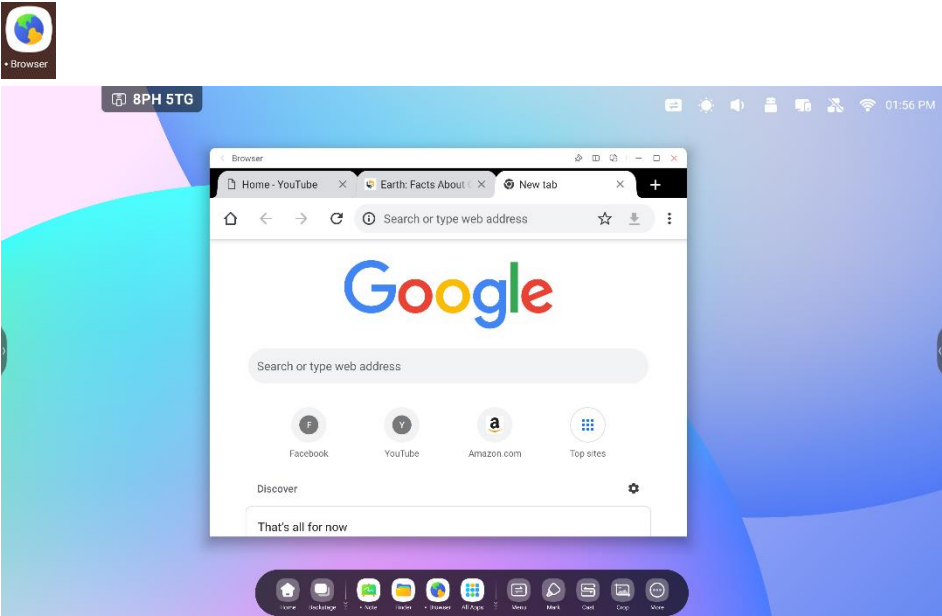 • Browser
8PH 5TG
01:56 PM
Browser
Home - YouTube
Earth: Facts About
New tab
Search or type web address
Google
Search or type web address
F
Y
a
Facebook
YouTube
Amazon.com
Top sites
Discover
That's all for now
Home
Backstage
• Note
Finder
• Browser
All Apps
Menu
Mark
Cast
Crop
More